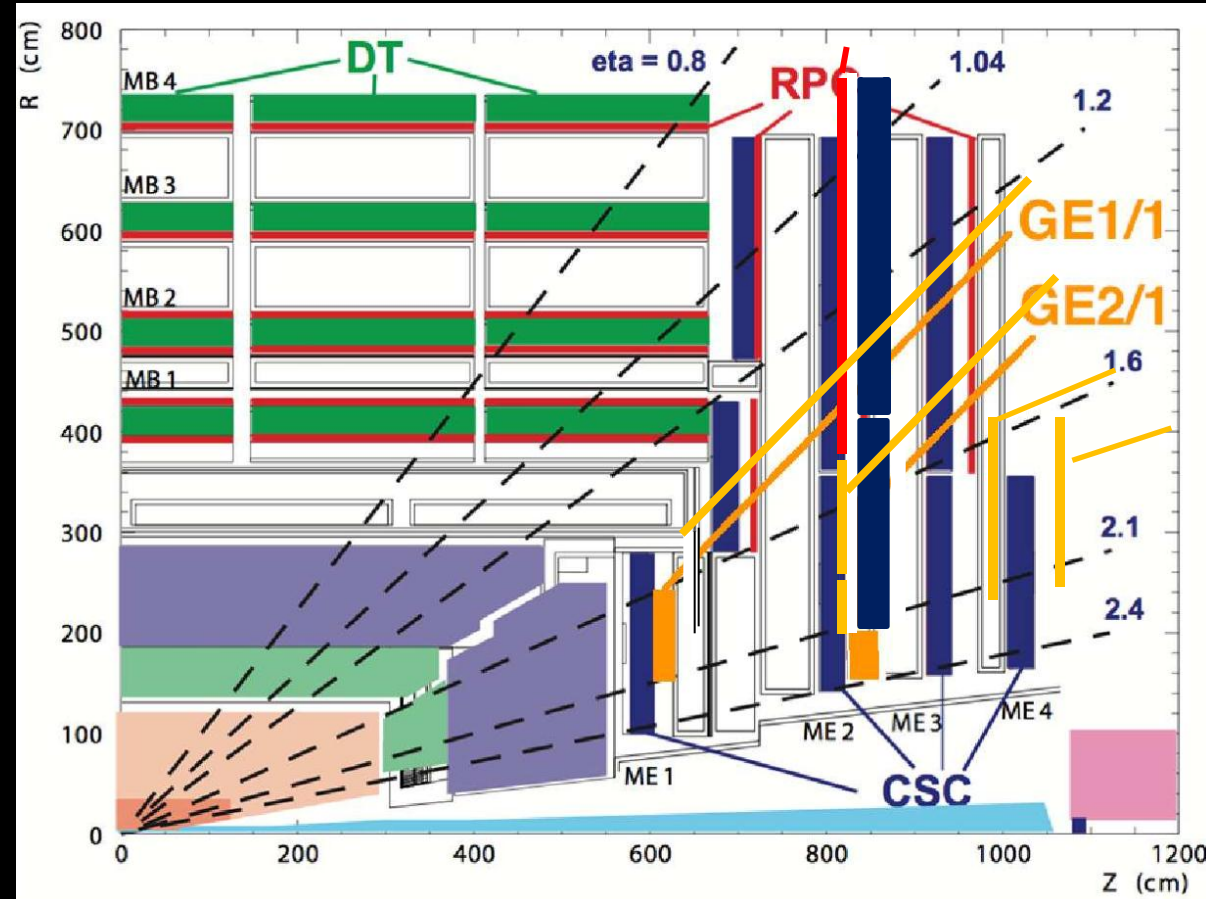 R (cm)
800
700
600
500
400
300
200
100
0
MB 4
MB 3
MB 2
MB 1
DT
eta = 0.8
RPC
1.04
1.2
GE1/1
GE2/1
1.6
2.1
2.4
ME 1
ME 2
ME 3
ME 4
CSC
0
200
400
600
800
1000
1200
Z (cm)